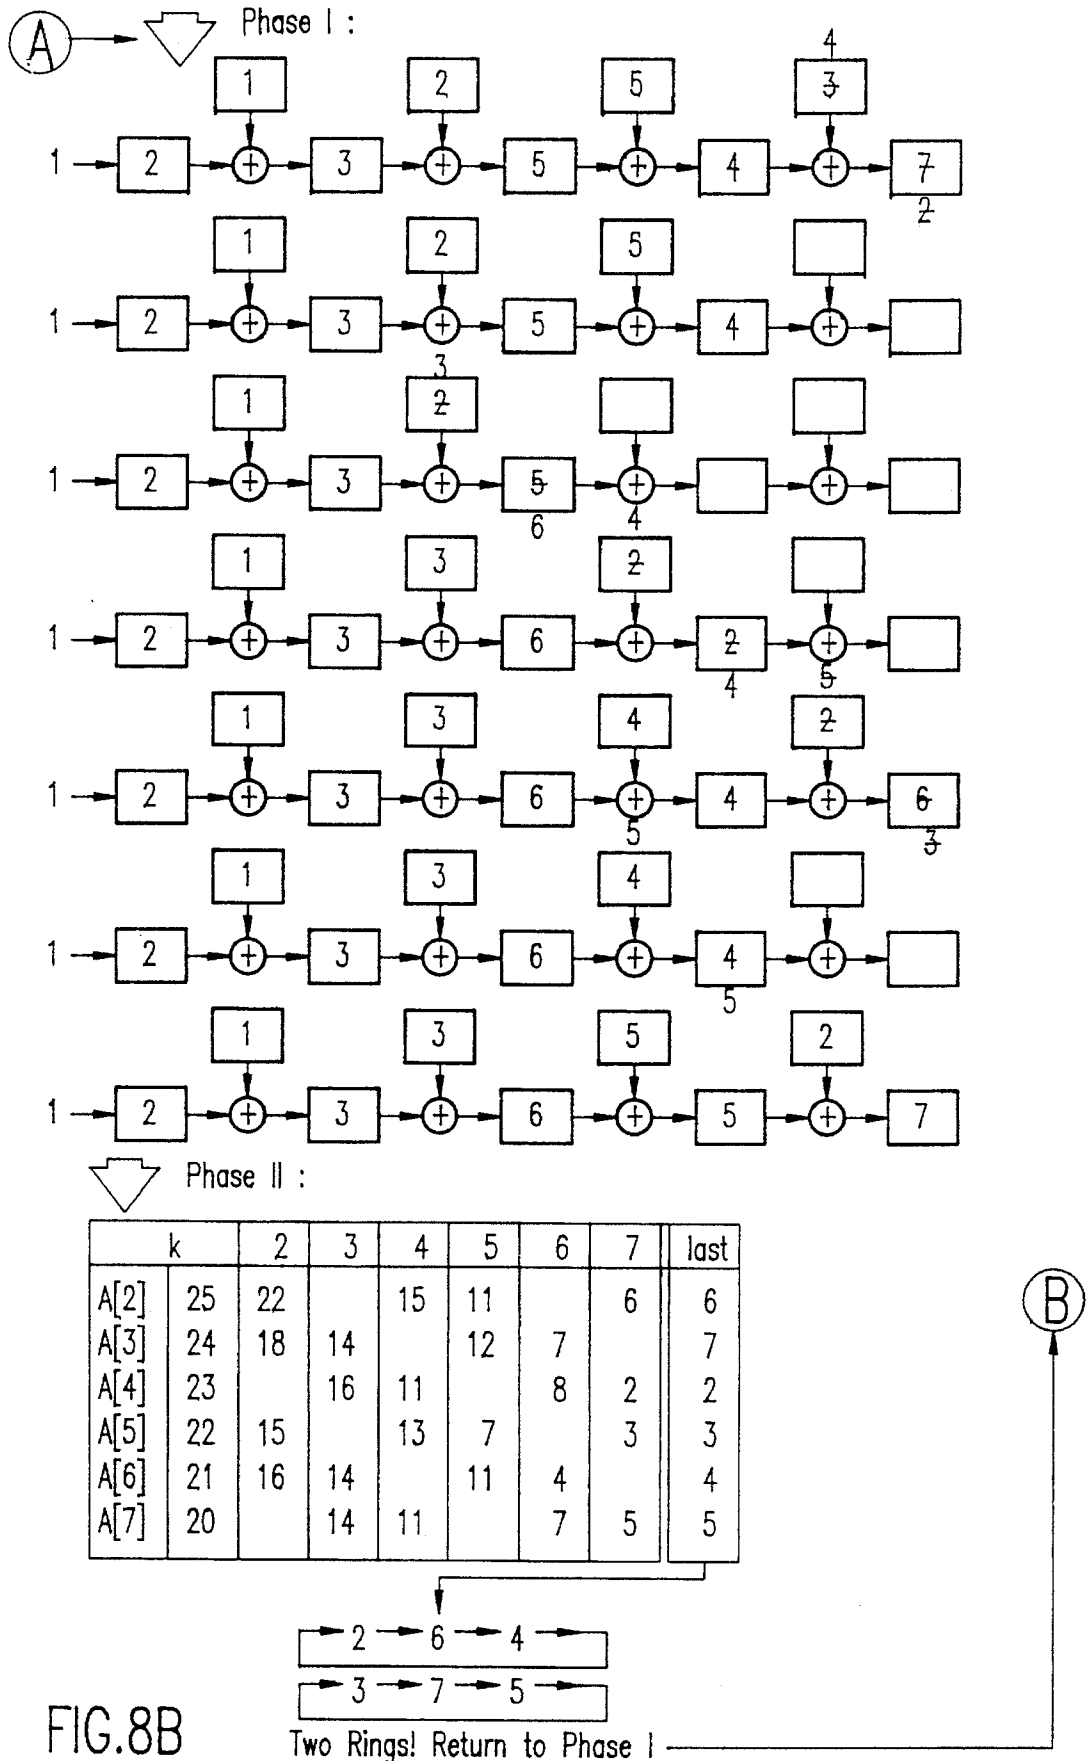 A Phase I :
4
1 2 5 3
1 2 + 3 + 5 + 4 + 7
2
1 2 5
1 2 + 3 + 5 + 4 +
3
1 2
1 2 + 3 + 5 + +
6 4
1 3 2
1 2 + 3 + 6 + 2 +
4 5
1 3 4 2
1 2 + 3 + 6 + 4 + 6
5 3
1 3 4
1 2 + 3 + 6 + 4 +
5
1 3 5 2
1 2 + 3 + 6 + 5 + 7
Phase II :
k 2 3 4 5 6 7 last
A[2] 25 22 15 11 6 6
A[3] 24 18 14 12 7 7
A[4] 23 16 11 8 2 2
A[5] 22 15 13 7 3 3
A[6] 21 16 14 11 4 4
A[7] 20 14 11 7 5 5
B
2 6 4
3 7 5
Two Rings! Return to Phase I
FIG.8B